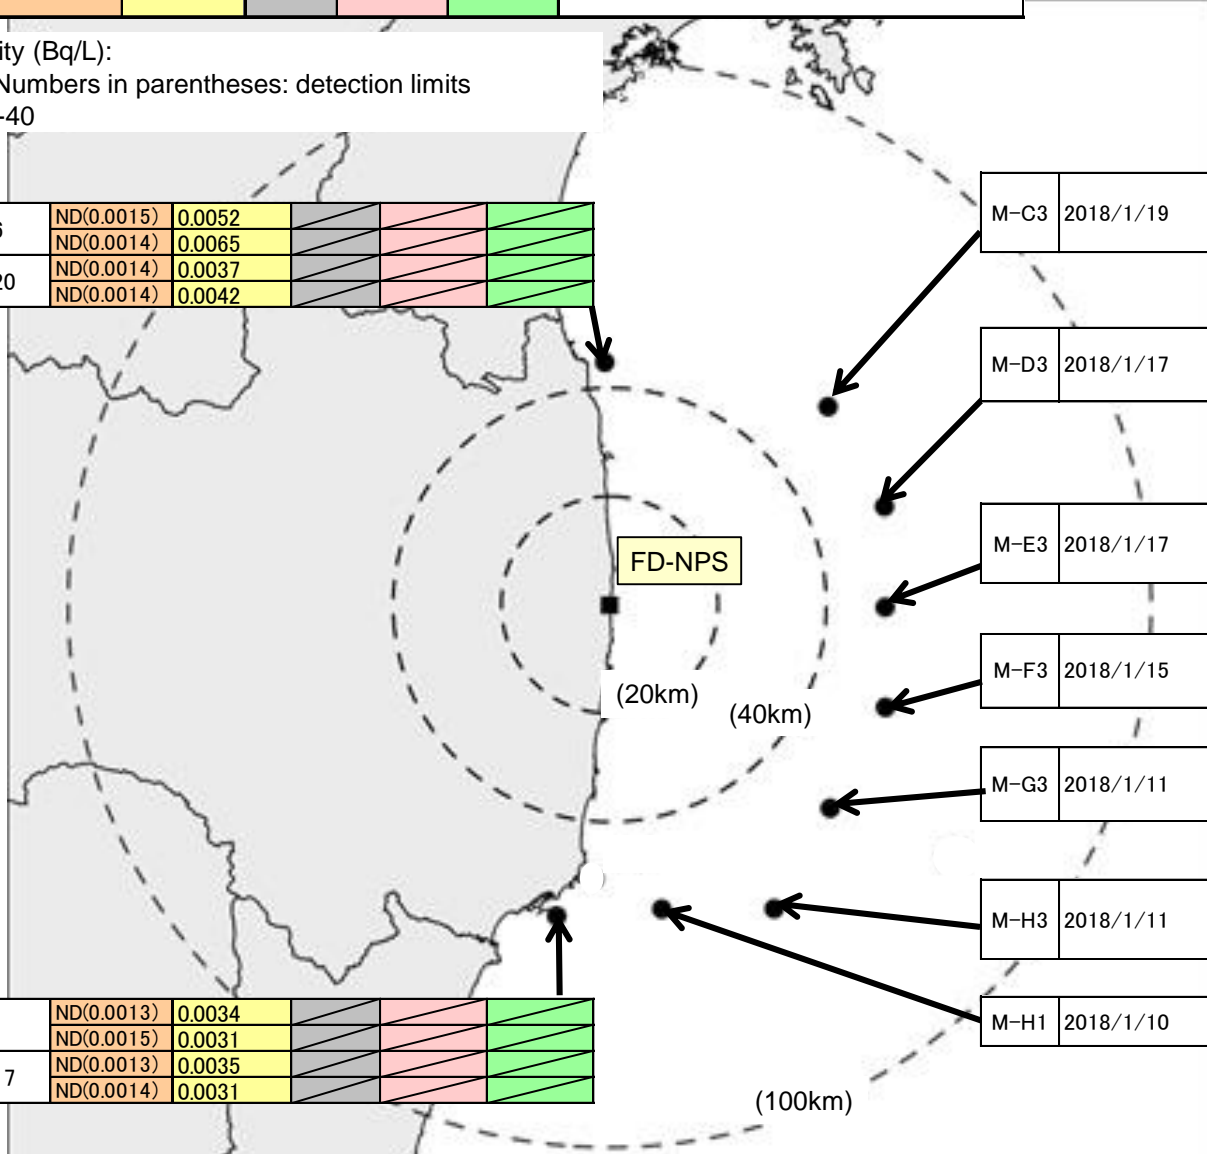 ity (Bq/L):
Numbers in parentheses: detection limits
-40
M-C3 2018/1/19
6 ND(0.0015) 0.0052
ND(0.0014) 0.0065
20 ND(0.0014) 0.0037
ND(0.0014) 0.0042
M-D3 2018/1/17
M-E3 2018/1/17
FD-NPS
M-F3 2018/1/15
(20km)
(40km)
M-G3 2018/1/11
M-H3 2018/1/11
ND(0.0013) 0.0034
ND(0.0015) 0.0031
7 ND(0.0013) 0.0035
ND(0.0014) 0.0031
M-H1 2018/1/10
(100km)